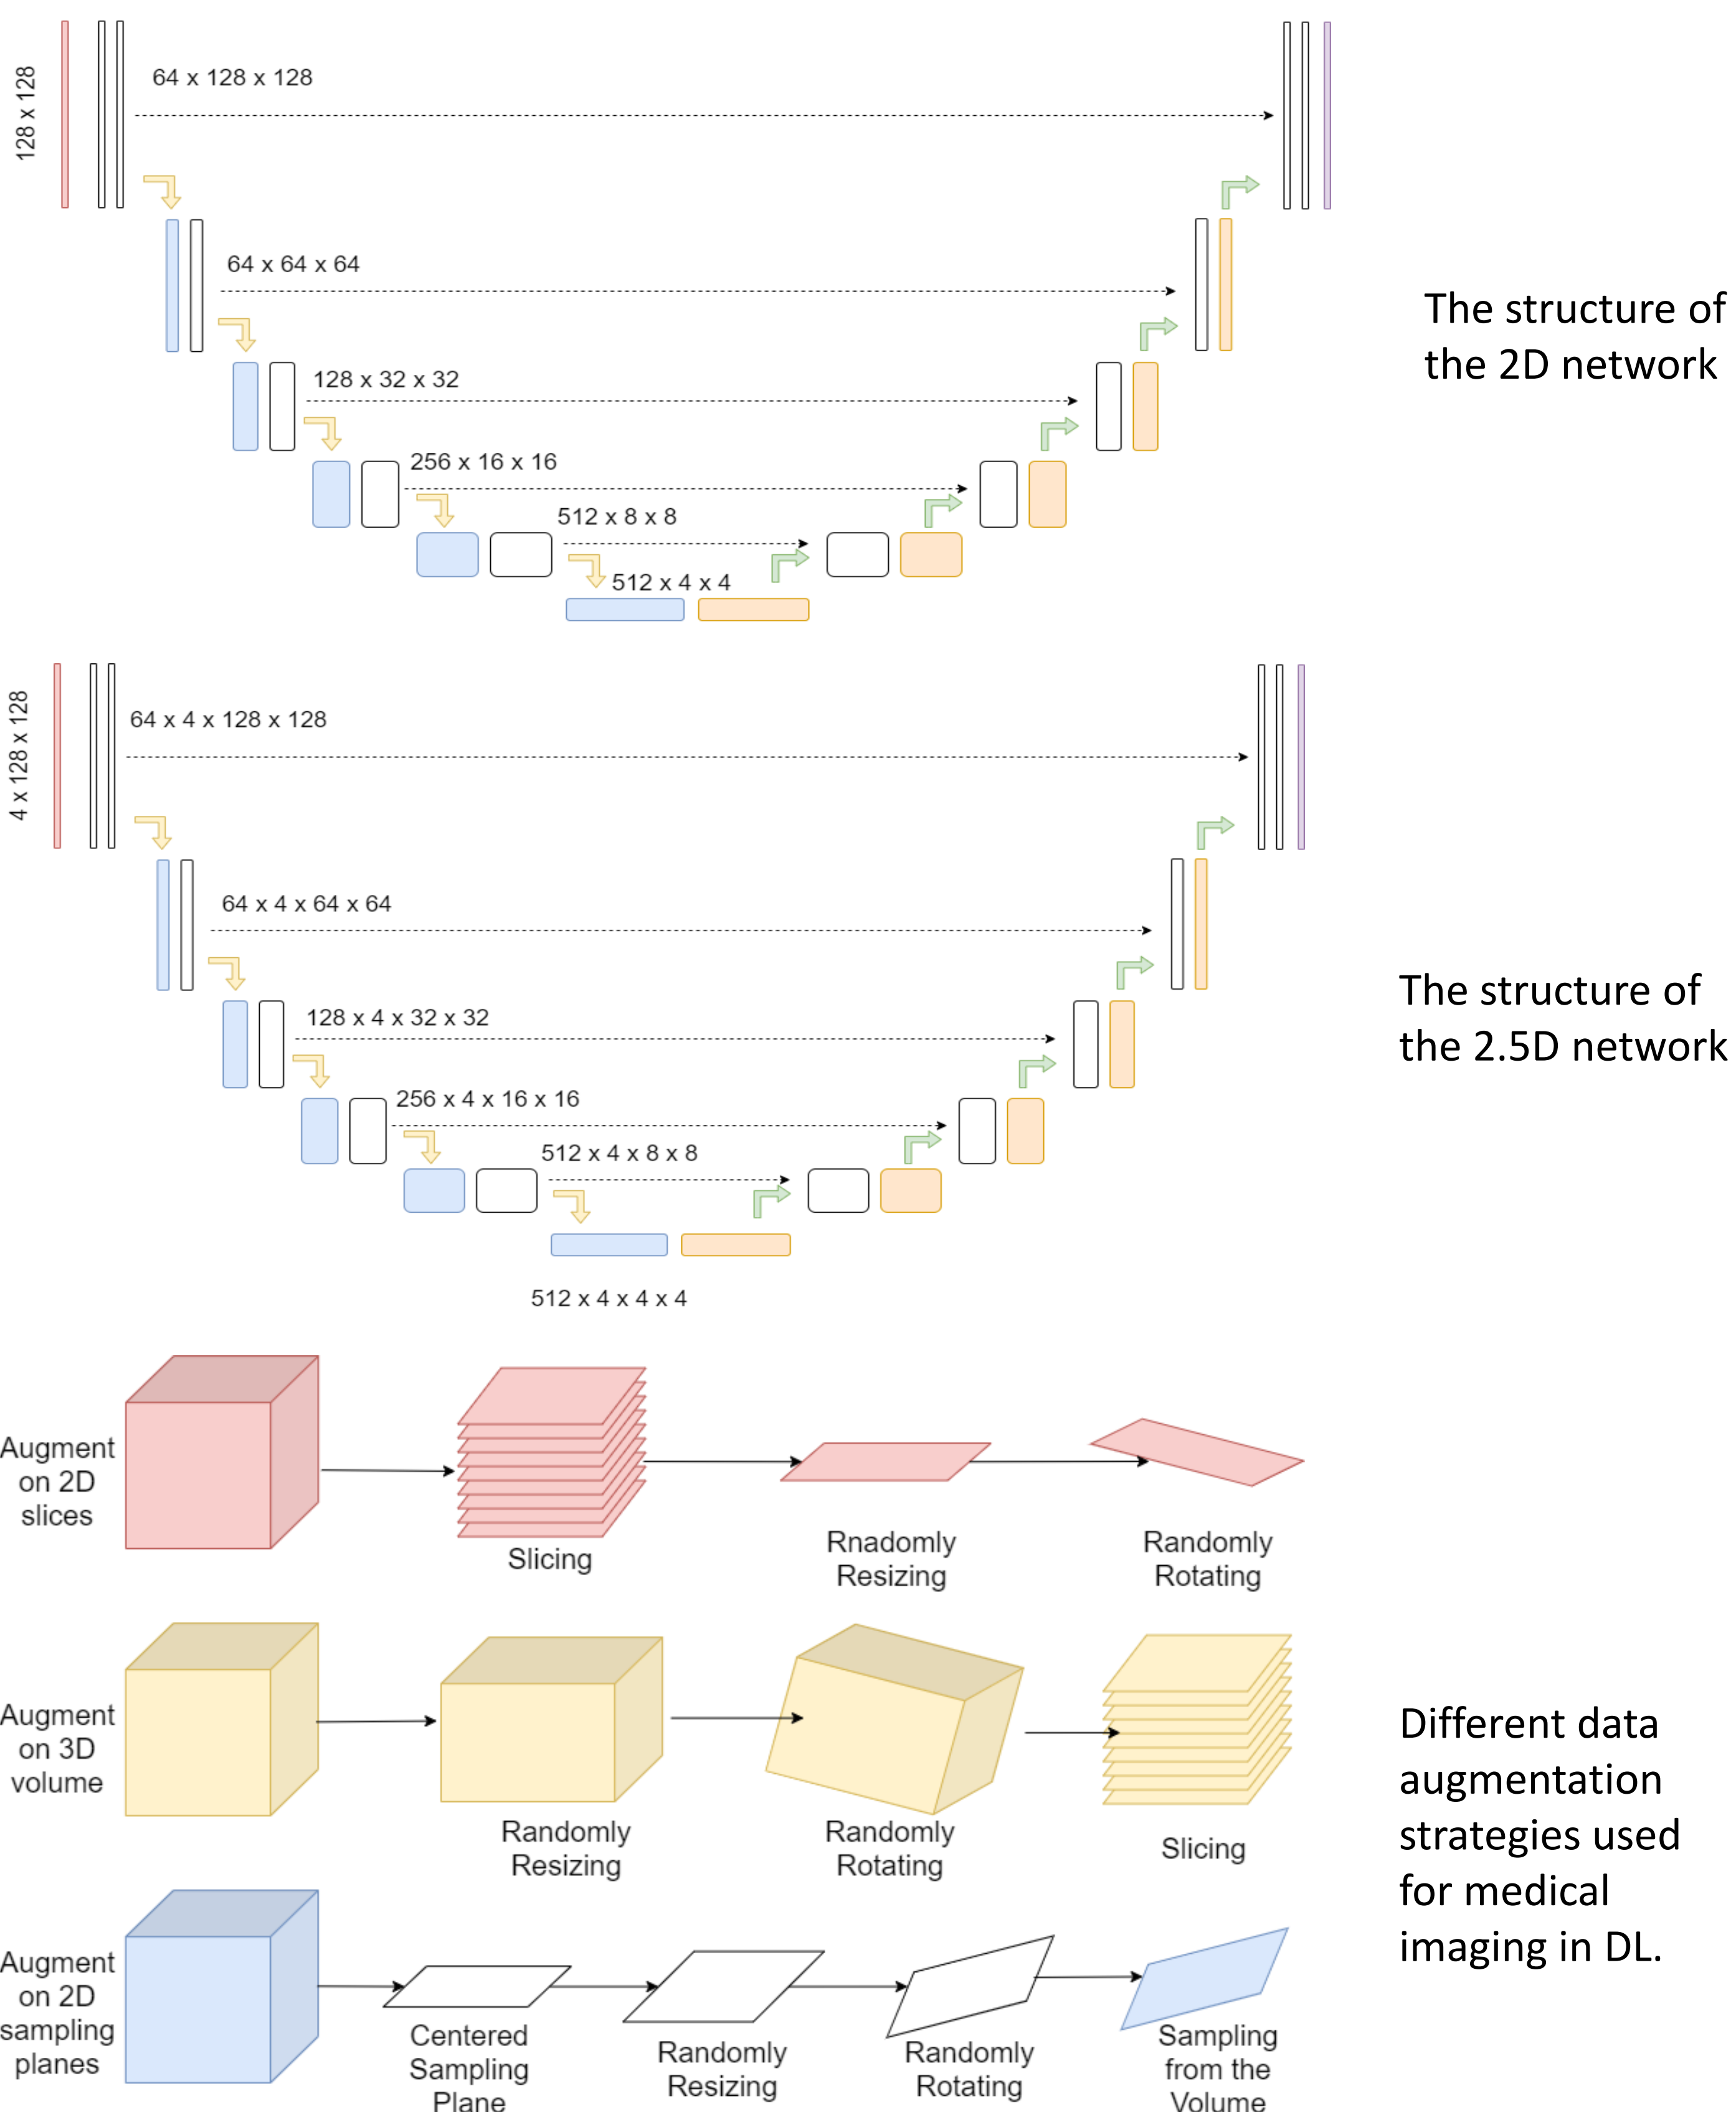 128 x 128
64 x 128 x 128
64 x 64 x 64
128 x 32 x 32
256 x 16 x 16
512 x 8 x 8
512 x 4 x 4
The structure of
the 2D network
4 x 128 x 128
64 x 4 x 128 x 128
64 x 4 x 64 x 64
128 x 4 x 32 x 32
256 x 4 x 16 x 16
512 x 4 x 8 x 8
512 x 4 x 4 x 4
The structure of
the 2.5D network
Augment
on 2D
slices
Slicing
Rnadomly
Resizing
Randomly
Rotating
Augment
on 3D
volume
Randomly
Resizing
Randomly
Rotating
Slicing
Augment
on 2D
sampling
planes
Centered
Sampling
Plane
Randomly
Resizing
Randomly
Rotating
Sampling
from the
Volume
Different data
augmentation
strategies used
for medical
imaging in DL.